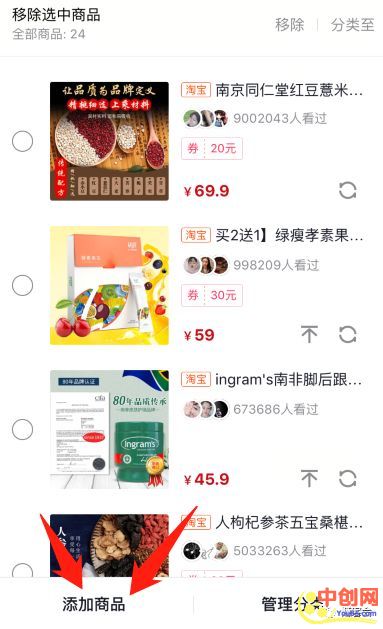 移除选中商品
全部商品: 24
移除
分类至
让品质为品牌定义
精挑细选 上乘材料
传统配方
淘宝 南京同仁堂红豆薏米...
9002043人看过
券 20元
¥69.9
淘宝 买2送1】绿瘦孝素果...
998209人看过
券 30元
¥59
80年品牌认证
80年品质传承
ingram's
淘宝 ingram's南非脚后跟...
673686人看过
¥45.9
人参
用心生
淘宝 人枸杞参茶五宝桑椹...
5033263人看过
添加商品
管理分类
中创网